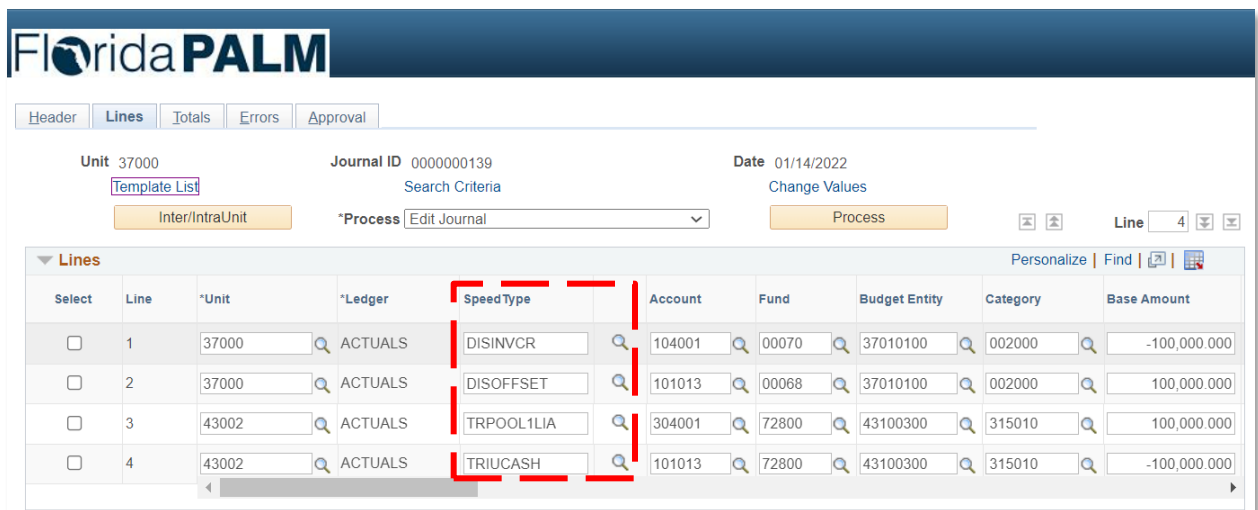 Florida PALM
Header Lines Totals Errors Approval
Unit 37000 Journal ID 0000000139 Date 01/14/2022
Template List Search Criteria Change Values
Inter/IntraUnit *Process Edit Journal Process Line 4
Lines Personalize | Find | |
Select Line *Unit *Ledger SpeedType Account Fund Budget Entity Category Base Amount
1 37000 ACTUALS DISINVCR 104001 00070 37010100 002000 -100,000.000
2 37000 ACTUALS DISOFFSET 101013 00068 37010100 002000 100,000.000
3 43002 ACTUALS TRPOOL1LIA 304001 72800 43100300 315010 100,000.000
4 43002 ACTUALS TRIUCASH 101013 72800 43100300 315010 -100,000.000